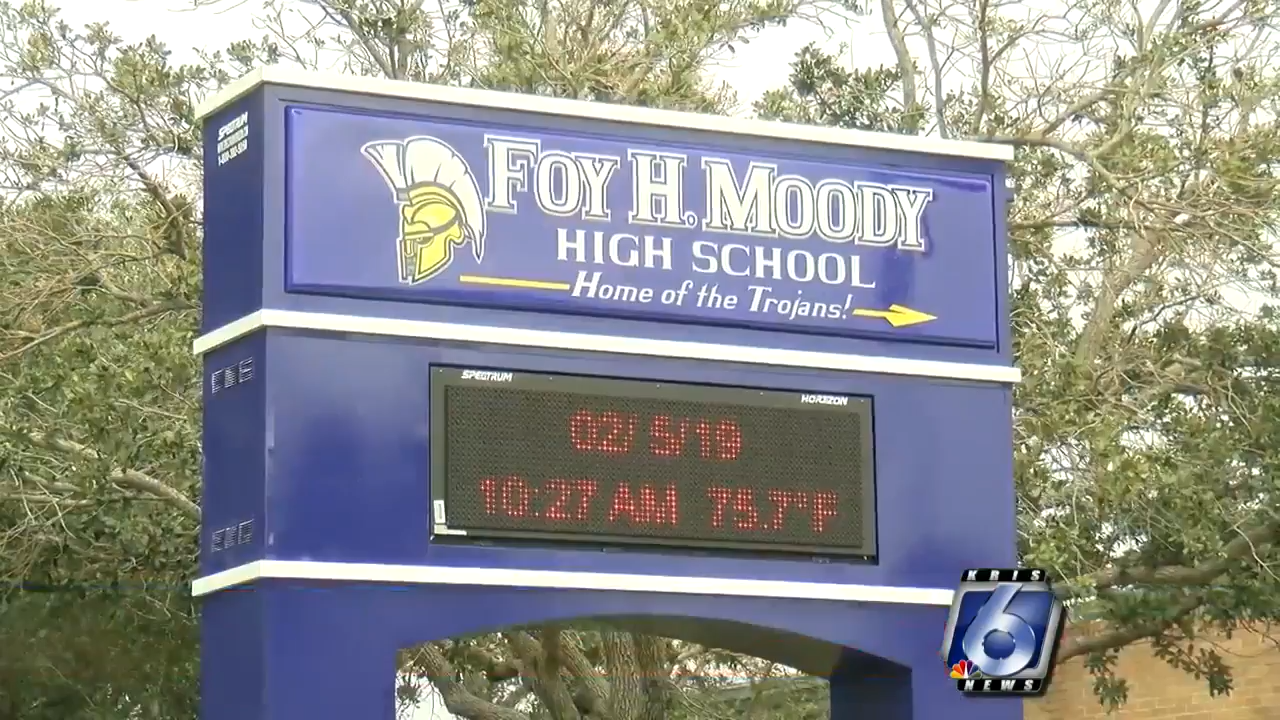 SPECTRUM
FOY H. MOODY
HIGH SCHOOL
Home of the Trojans!
SPECTRUM
HORIZON
02/ 5/19
10:27 AM 75.7°F
KRIS
6
NEWS